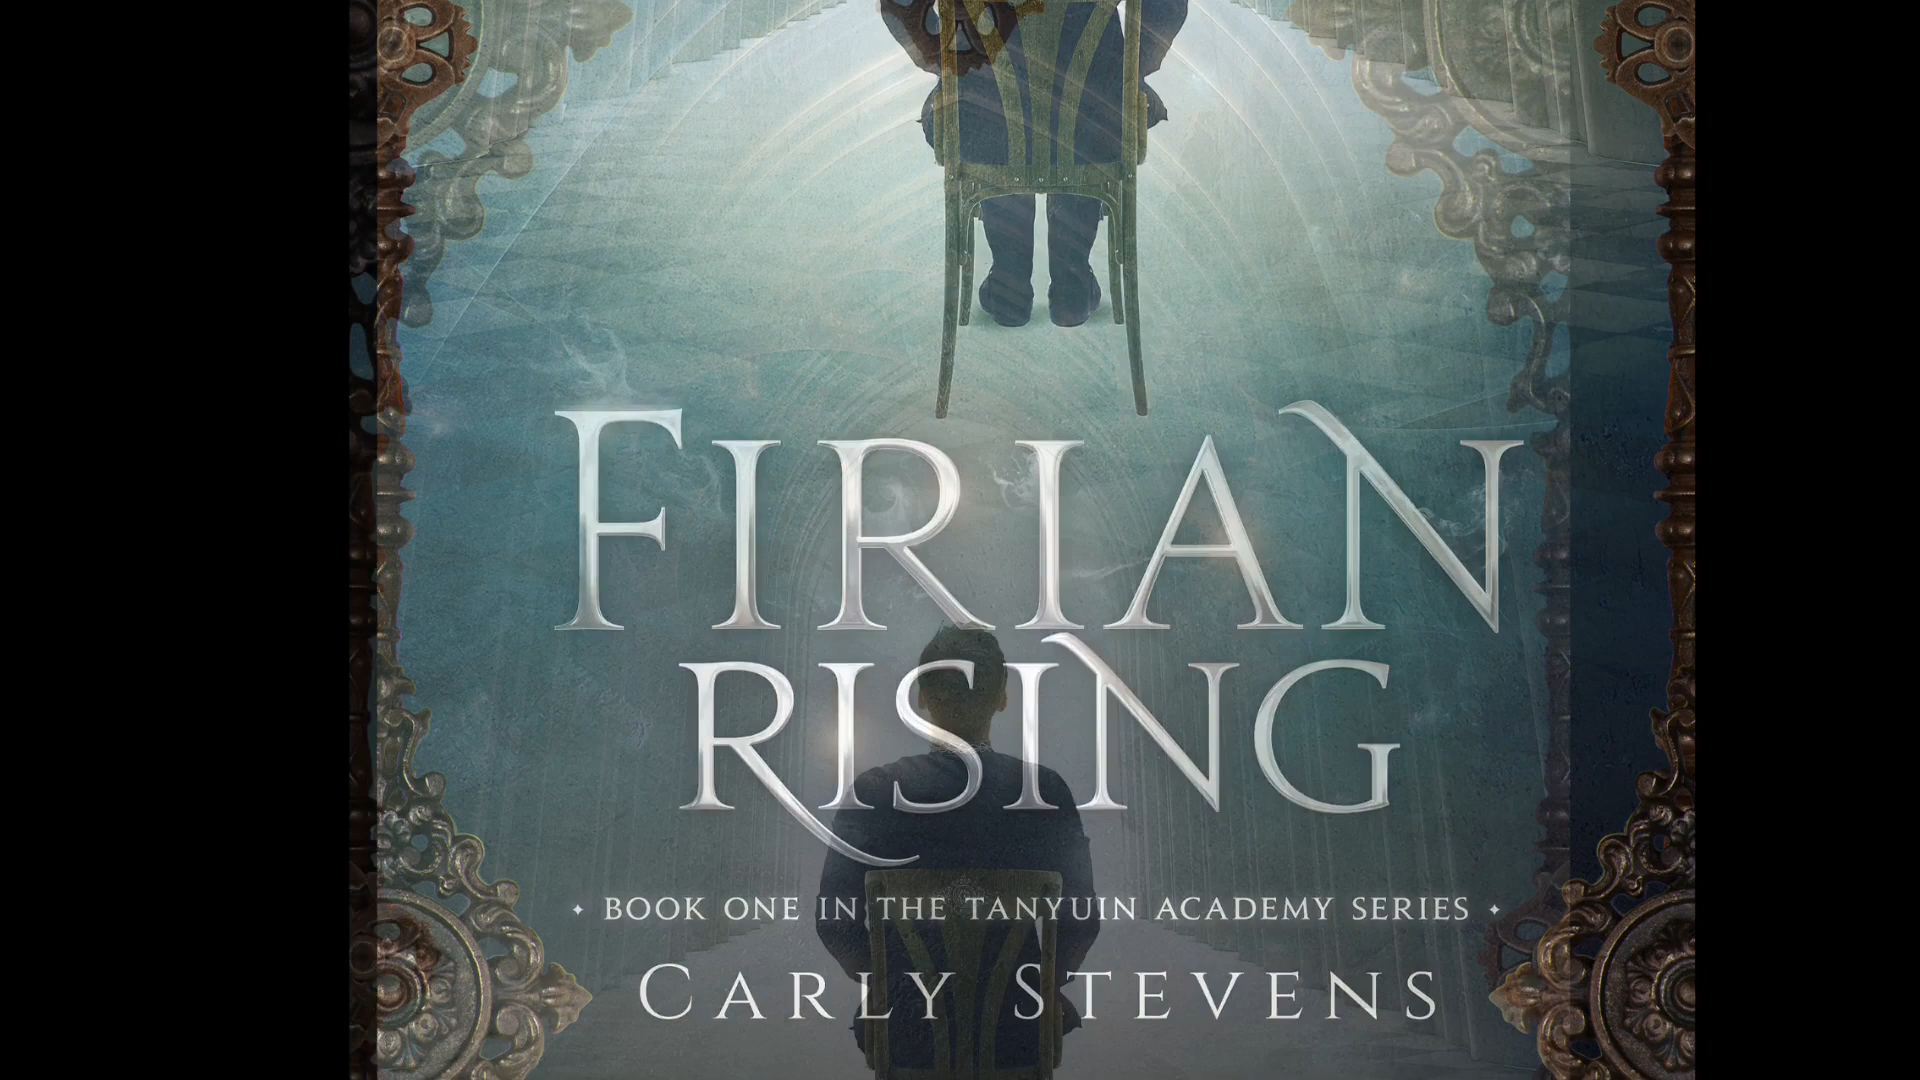 FIRIAN
RISING
BOOK ONE IN THE TANYUIN ACADEMY SERIES
CARLY STEVENS